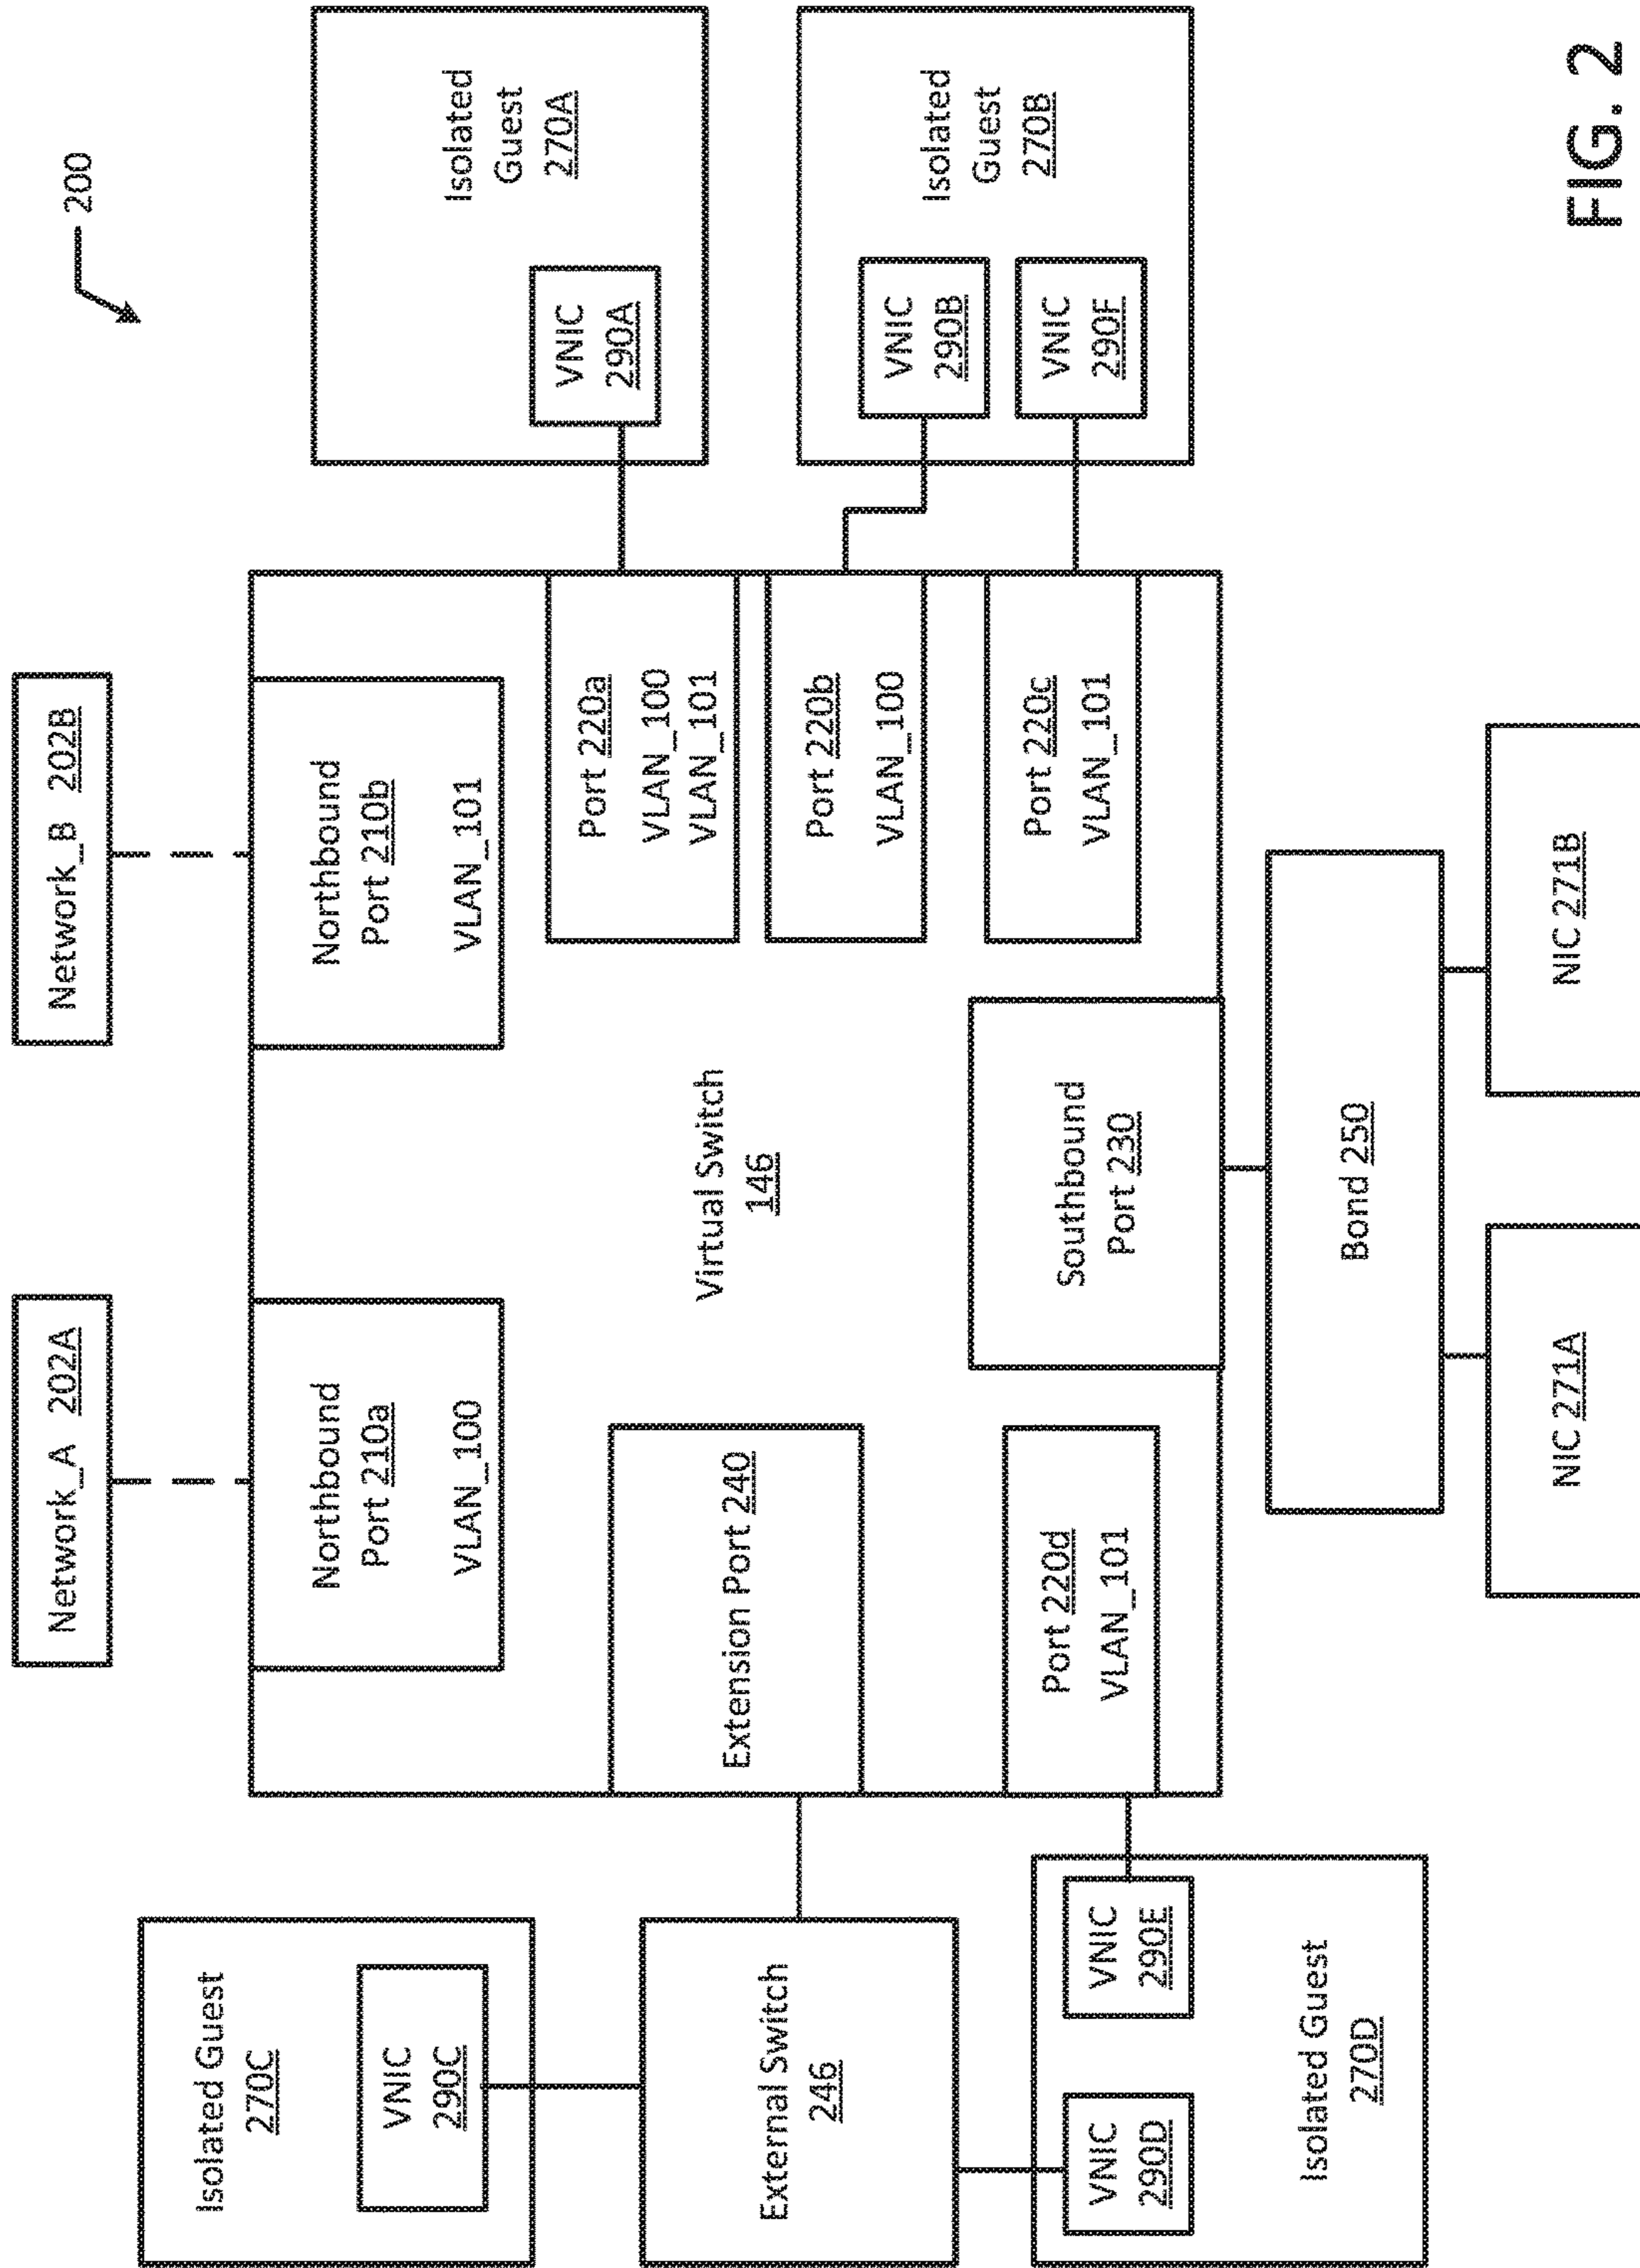 200
Network_A 202A
Network_B 202B
Northbound
Port 210a
VLAN_100
Northbound
Port 210b
VLAN_101
Isolated Guest
270C
VNIC
290C
External Switch
246
VNIC
290D
VNIC
290E
Isolated Guest
270D
Extension Port 240
Port 220d
VLAN_101
Virtual Switch
146
Southbound
Port 230
Port 220a
VLAN_100
VLAN_101
Port 220b
VLAN_100
Port 220c
VLAN_101
VNIC
290A
Isolated
Guest
270A
VNIC
290B
VNIC
290F
Isolated
Guest
270B
Bond 250
NIC 271A
NIC 271B
FIG. 2